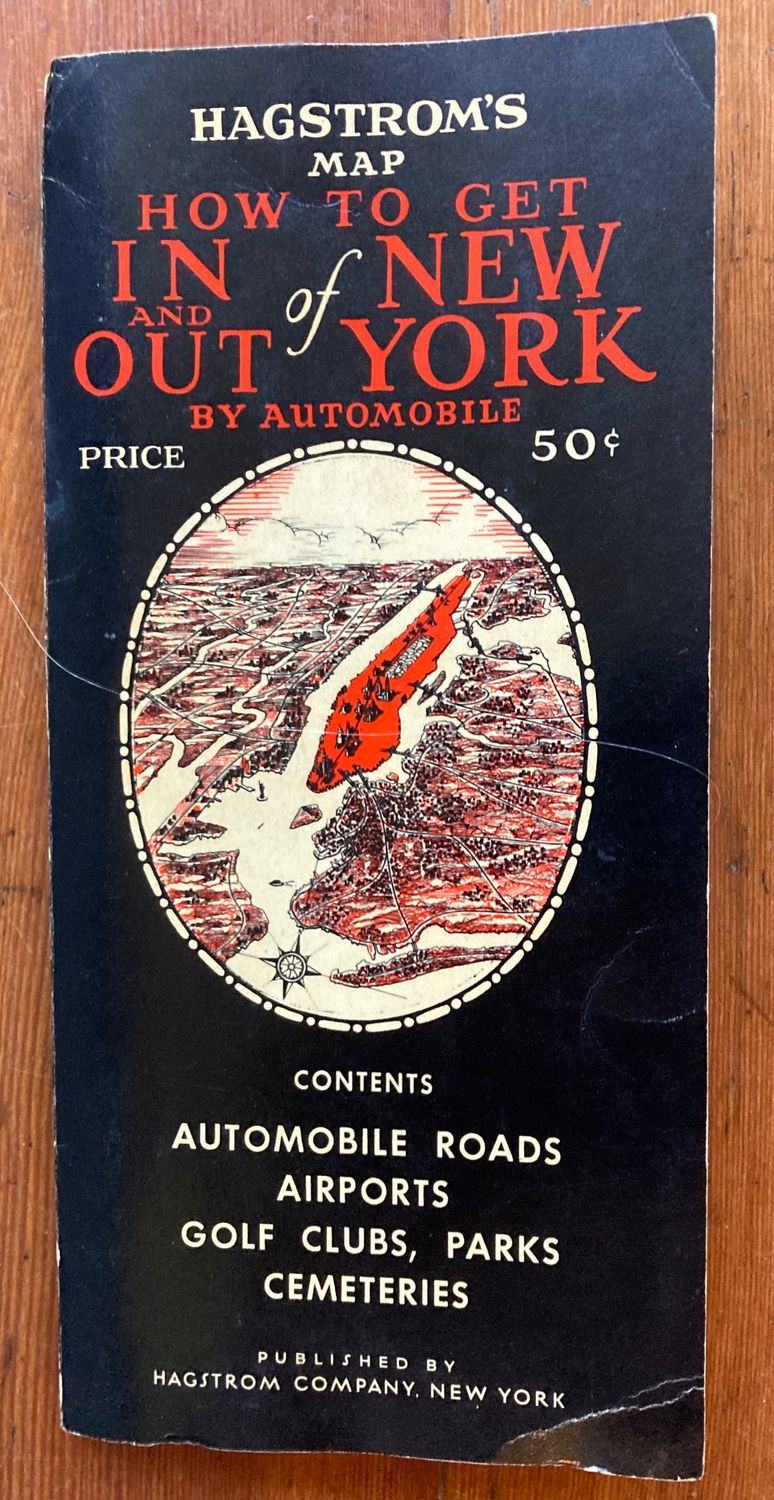 HAGSTROM'S
MAP
HOW TO GET
IN AND OUT of NEW YORK
BY AUTOMOBILE
PRICE 50¢
CONTENTS
AUTOMOBILE ROADS
AIRPORTS
GOLF CLUBS, PARKS
CEMETERIES
PUBLISHED BY
HAGSTROM COMPANY, NEW YORK